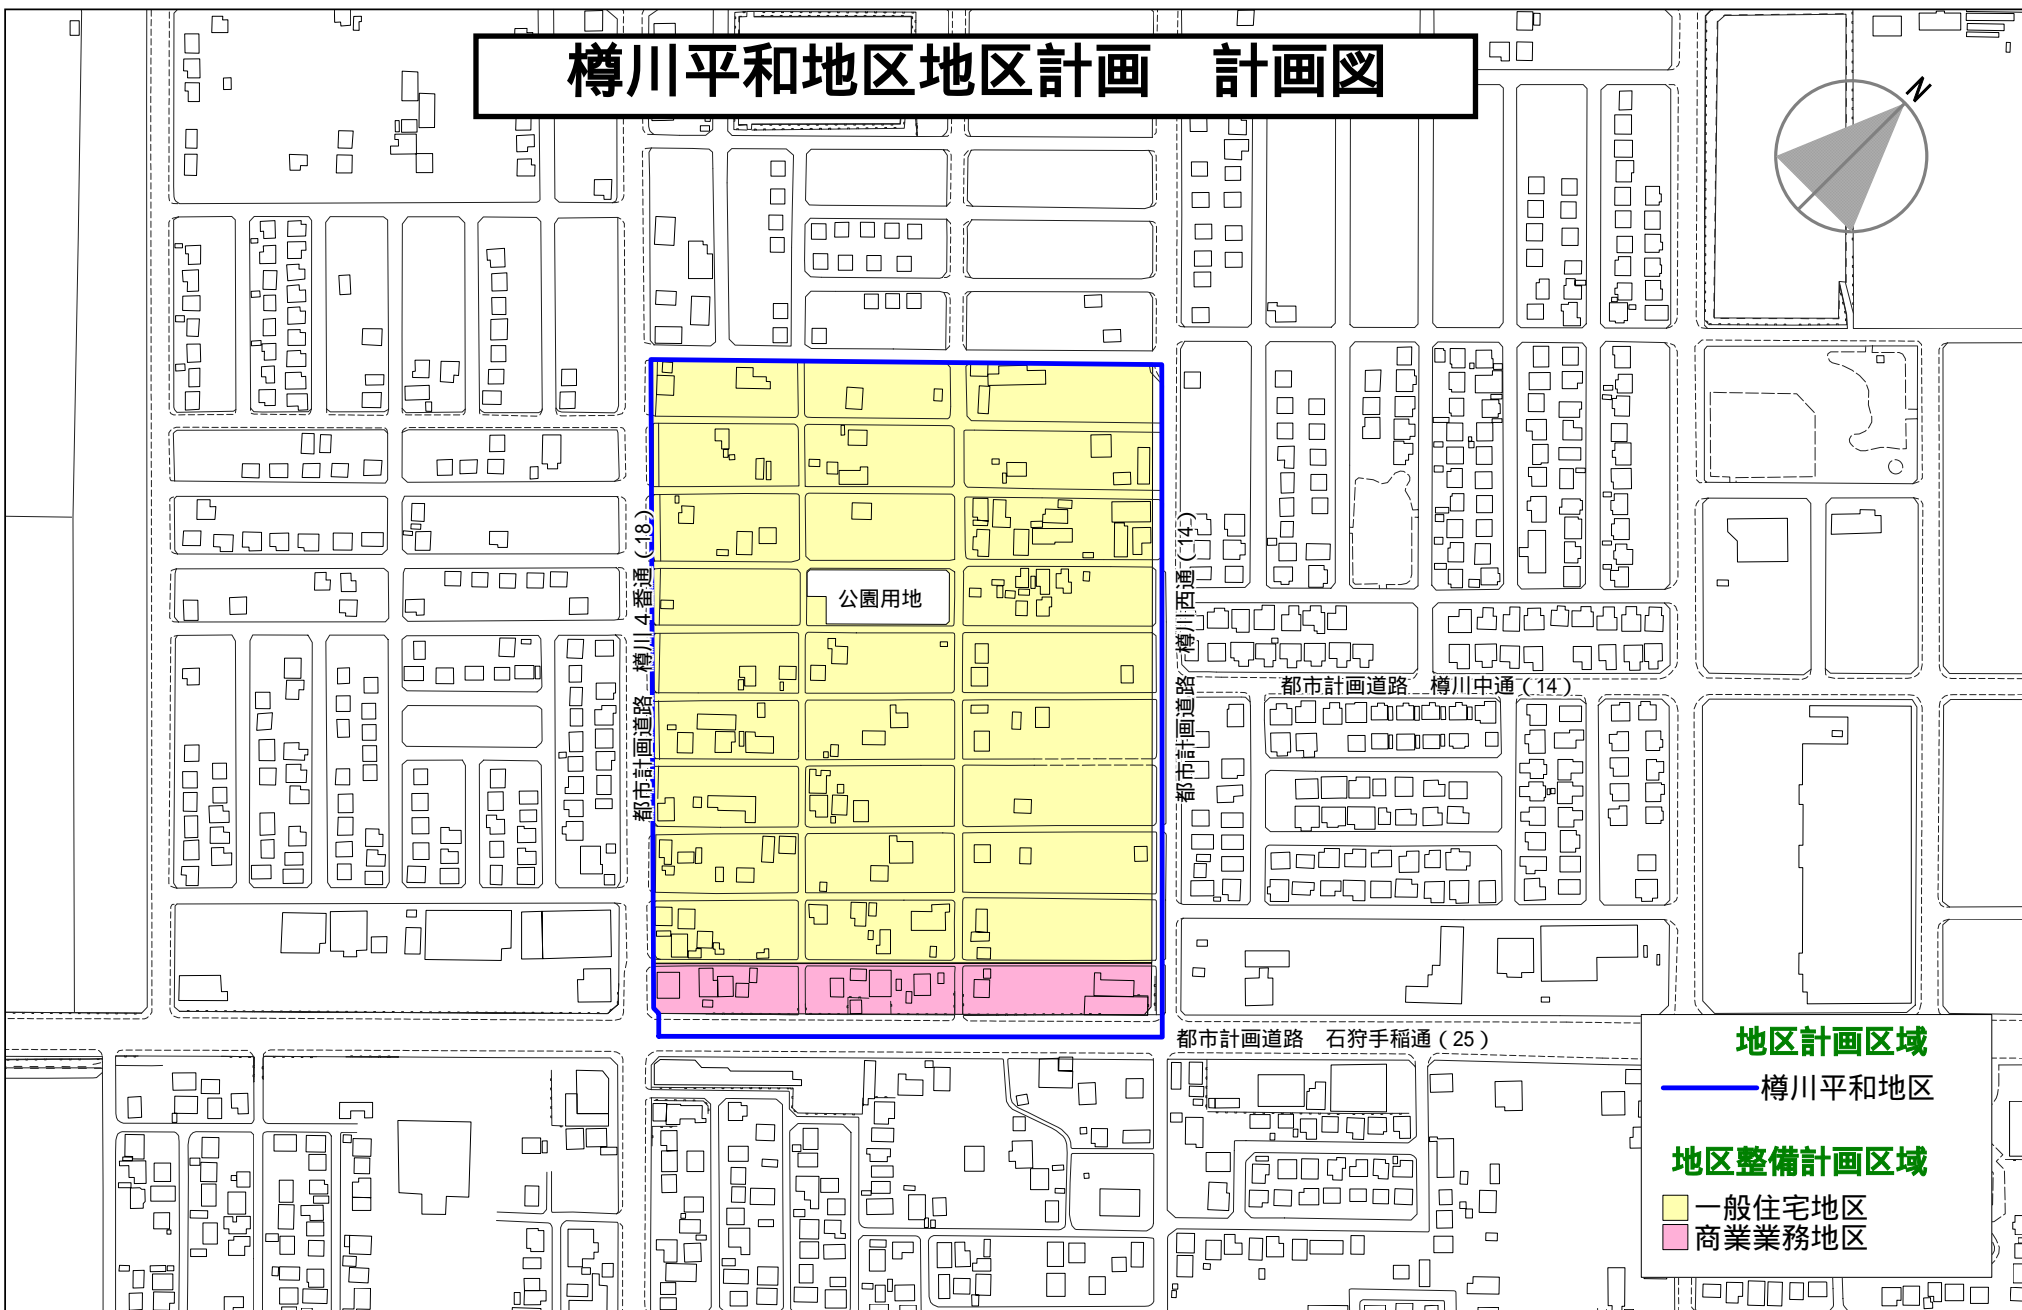 樽川平和地区地区計画　計画図
N
都市計画道路　樽川４番通（18）
公園用地
都市計画道路　樽川西通（14）
都市計画道路　樽川中通（14）
都市計画道路　石狩手稲通（25）
地区計画区域
樽川平和地区
地区整備計画区域
一般住宅地区
商業業務地区